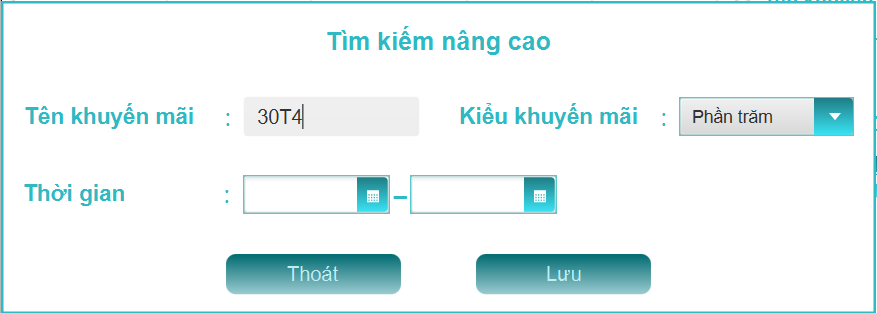 Tìm kiếm nâng cao
Tên khuyến mãi : 30T4 Kiểu khuyến mãi : Phần trăm
Thời gian : –
Thoát Lưu